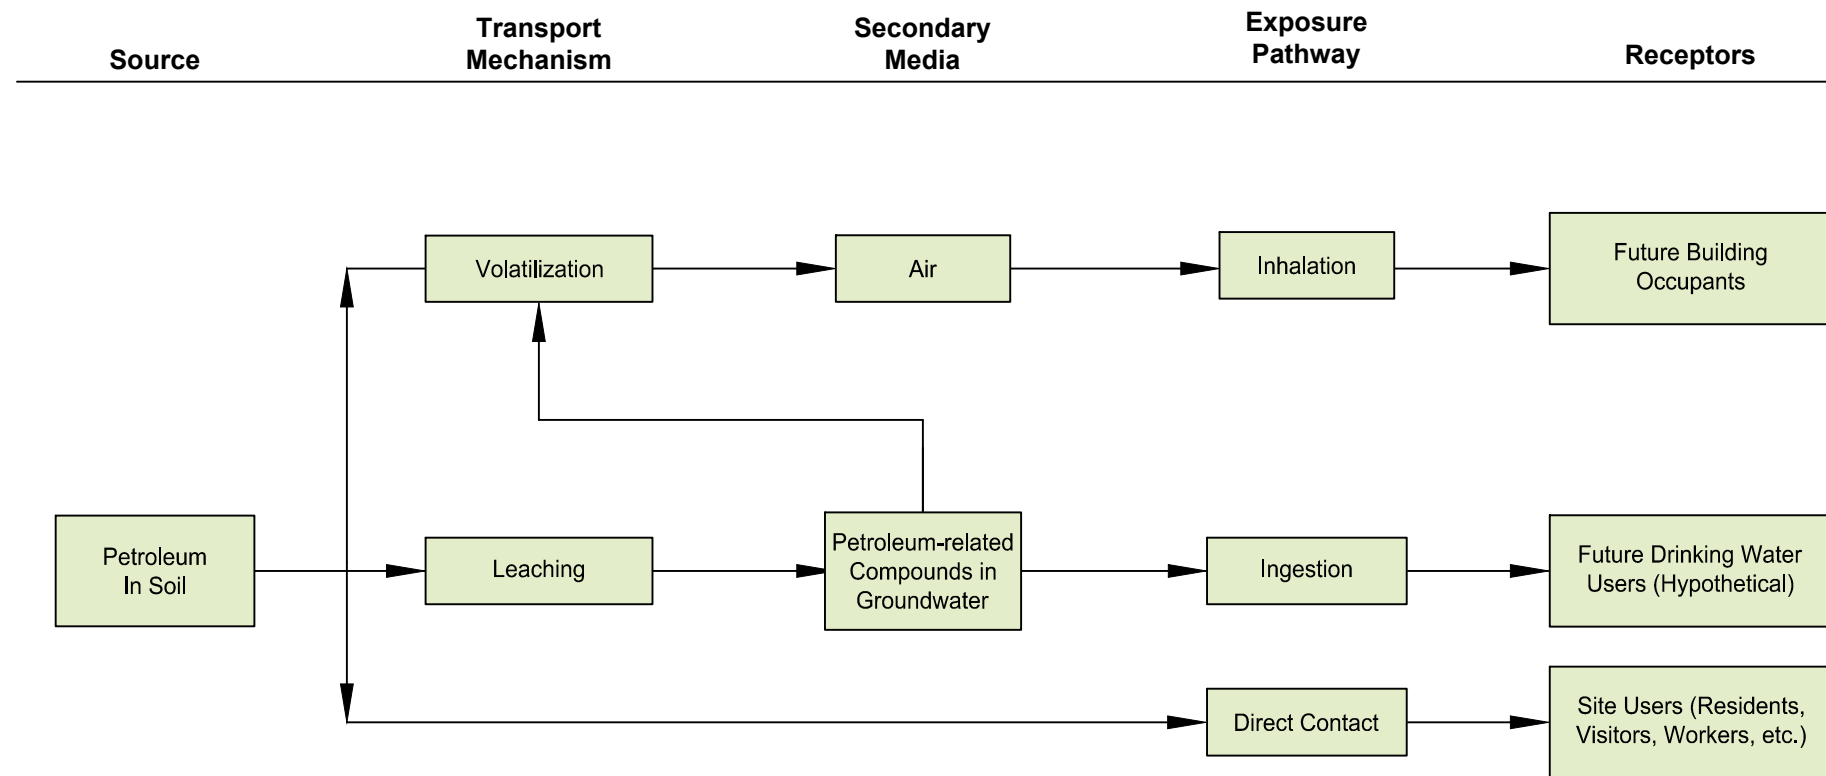 Source
Transport
Mechanism
Secondary
Media
Exposure
Pathway
Receptors
Volatilization
Air
Inhalation
Future Building
Occupants
Petroleum
In Soil
Leaching
Petroleum-related
Compounds in
Groundwater
Ingestion
Future Drinking Water
Users (Hypothetical)
Direct Contact
Site Users (Residents,
Visitors, Workers, etc.)